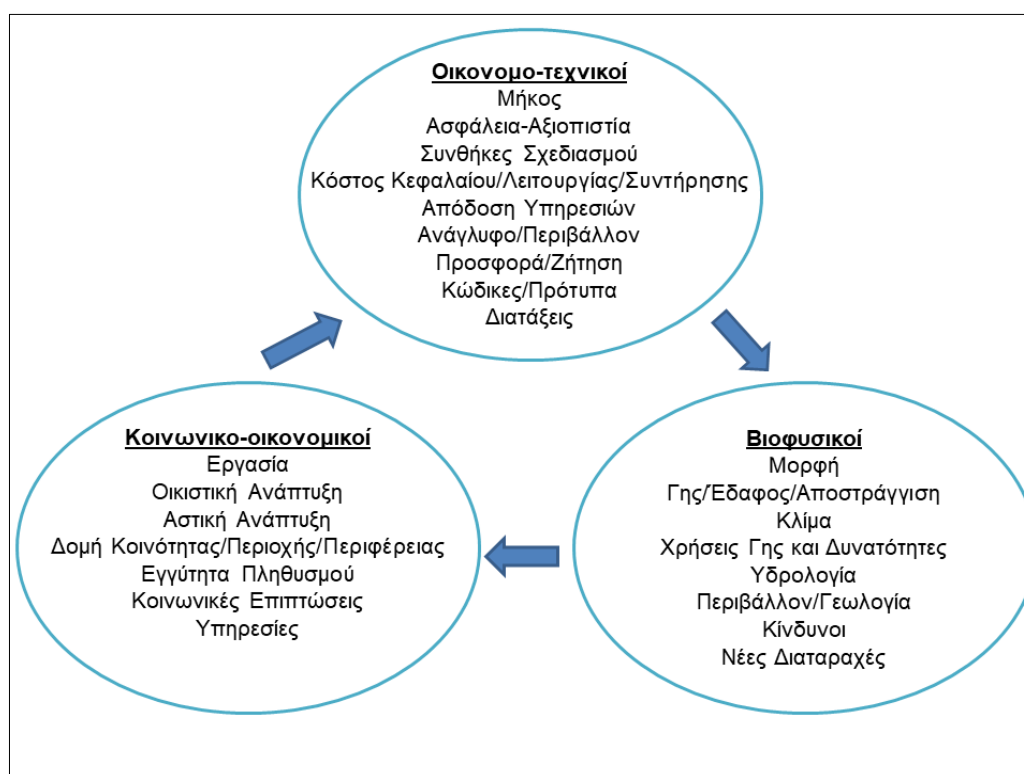 Οικονομο-τεχνικοί
Μήκος
Ασφάλεια-Αξιοπιστία
Συνθήκες Σχεδιασμού
Κόστος Κεφαλαίου/Λειτουργίας/Συντήρησης
Απόδοση Υπηρεσιών
Ανάγλυφο/Περιβάλλον
Προσφορά/Ζήτηση
Κώδικες/Πρότυπα
Διατάξεις
Κοινωνικο-οικονομικοί
Εργασία
Οικιστική Ανάπτυξη
Αστική Ανάπτυξη
Δομή Κοινότητας/Περιοχής/Περιφέρειας
Εγγύτητα Πληθυσμού
Κοινωνικές Επιπτώσεις
Υπηρεσίες
Βιοφυσικοί
Μορφή
Γης/Έδαφος/Αποστράγγιση
Κλίμα
Χρήσεις Γης και Δυνατότητες
Υδρολογία
Περιβάλλον/Γεωλογία
Κίνδυνοι
Νέες Διαταραχές